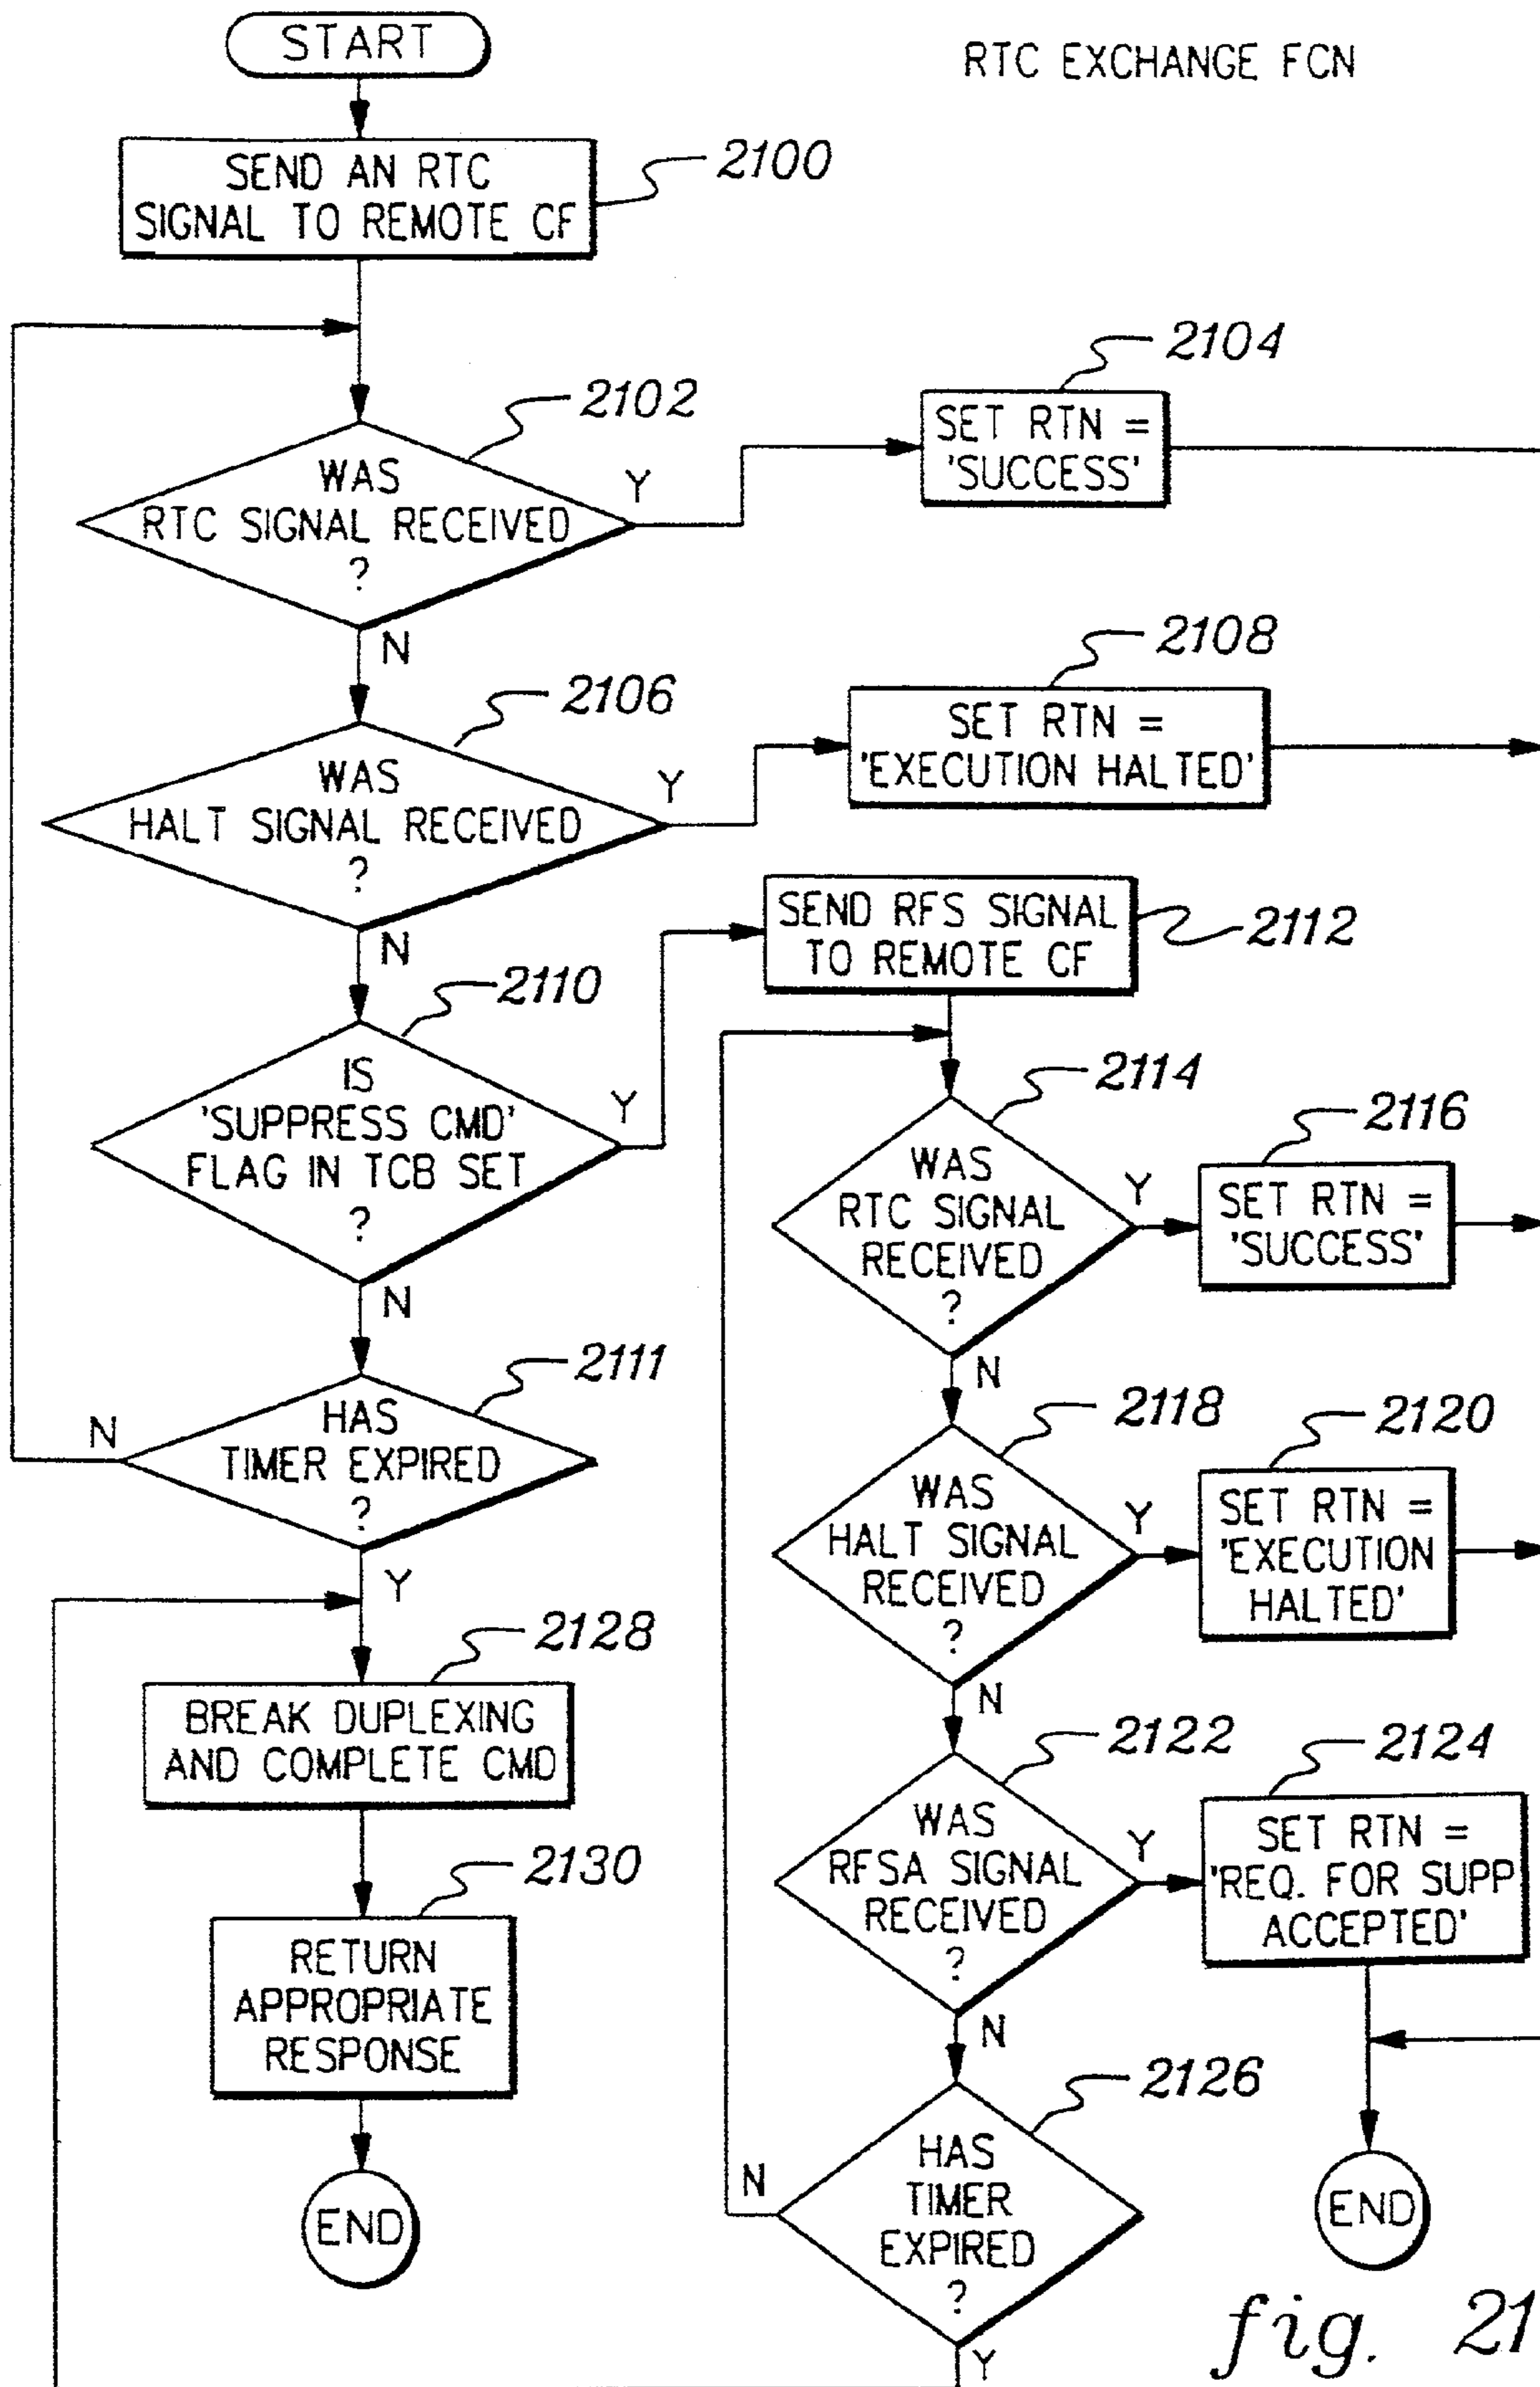 START
RTC EXCHANGE FCN
SEND AN RTC
SIGNAL TO REMOTE CF
2100
2102
WAS
RTC SIGNAL RECEIVED
?
Y
N
2104
SET RTN =
'SUCCESS'
2106
WAS
HALT SIGNAL RECEIVED
?
Y
N
2108
SET RTN =
'EXECUTION HALTED'
2110
IS
'SUPPRESS CMD'
FLAG IN TCB SET
?
Y
N
2112
SEND RFS SIGNAL
TO REMOTE CF
2111
HAS
TIMER EXPIRED
?
N
Y
2114
WAS
RTC SIGNAL
RECEIVED
?
Y
N
2116
SET RTN =
'SUCCESS'
2118
WAS
HALT SIGNAL
RECEIVED
?
Y
N
2120
SET RTN =
'EXECUTION
HALTED'
2122
WAS
RFSA SIGNAL
RECEIVED
?
Y
N
2124
SET RTN =
'REQ. FOR SUPP
ACCEPTED'
2126
HAS
TIMER
EXPIRED
?
N
Y
2128
BREAK DUPLEXING
AND COMPLETE CMD
2130
RETURN
APPROPRIATE
RESPONSE
END
END
fig. 21